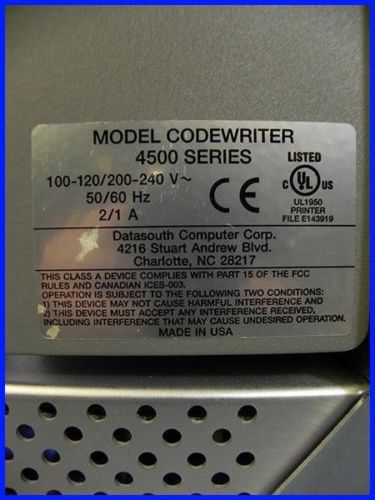 MODEL CODEWRITER
4500 SERIES
LISTED
100-120/200-240 V~
50/60 Hz
2/1 A
CE
C UL US
UL1950
PRINTER
FILE E143919
Datasouth Computer Corp.
4216 Stuart Andrew Blvd.
Charlotte, NC 28217
THIS CLASS A DEVICE COMPLIES WITH PART 15 OF THE FCC
RULES AND CANADIAN ICES-003.
OPERATION IS SUBJECT TO THE FOLLOWING TWO CONDITIONS:
1) THIS DEVICE MAY NOT CAUSE HARMFUL INTERFERENCE AND
2) THIS DEVICE MUST ACCEPT ANY INTERFERENCE RECEIVED,
INCLUDING INTERFERENCE THAT MAY CAUSE UNDESIRED OPERATION.
MADE IN USA